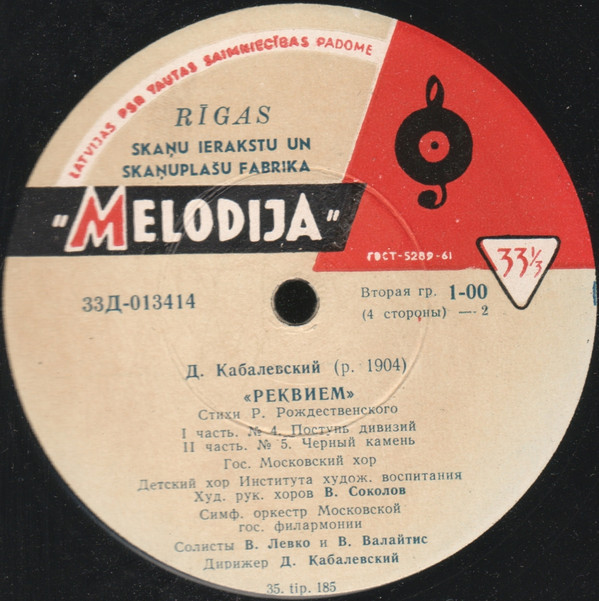 LATVIJAS PSR TAUTAS SAIMNIECĪBAS PADOME
RĪGAS
SKAŅU IERAKSTU UN
SKAŅUPLAŠU FABRIKA
"MELODIJA"
ГОСТ-5289-61
33⅓
33Д-013414
Вторая гр. 1-00
(4 стороны) — 2
Д. Кабалевский (р. 1904)
«РЕКВИЕМ»
Стихи Р. Рождественского
I часть. № 4. Поступь дивизий
II часть. № 5. Черный камень
Гос. Московский хор
Детский хор Института худож. воспитания
Худ. рук. хоров В. Соколов
Симф. оркестр Московской
гос. филармонии
Солисты В. Левко и В. Валайтис
Дирижер Д. Кабалевский
35. tip. 185